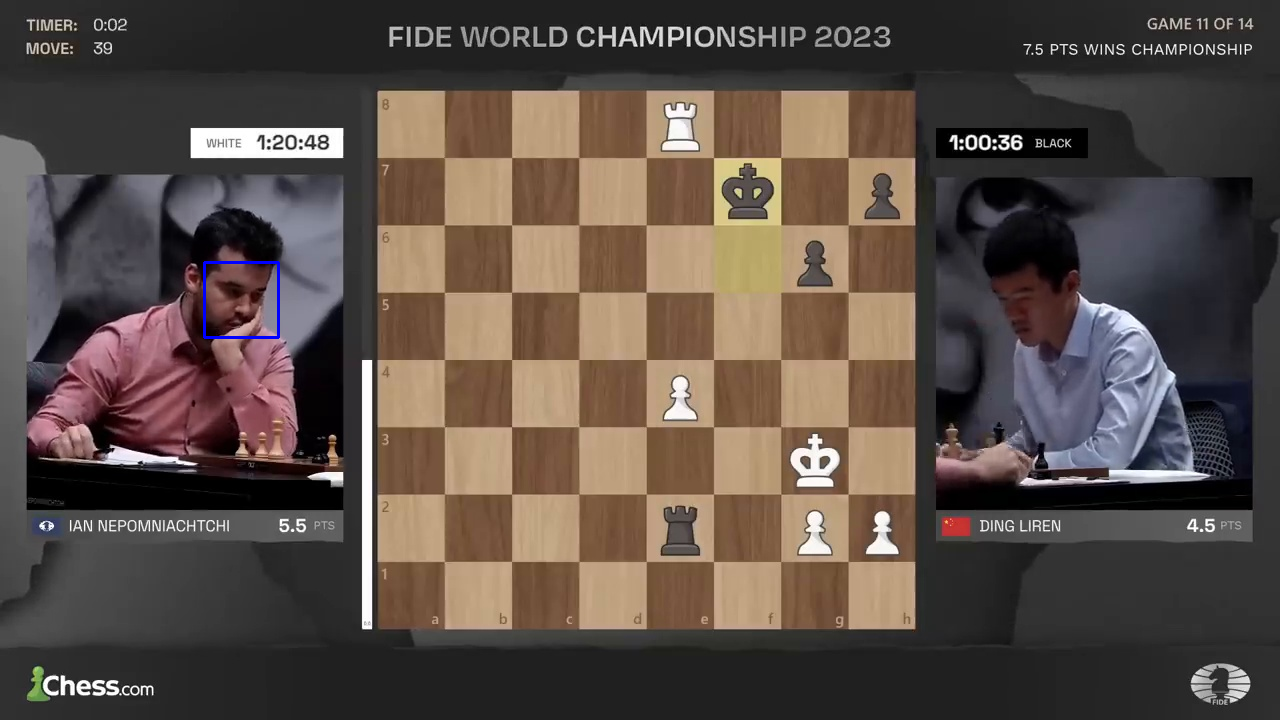 TIMER: 0:02
MOVE: 39
FIDE WORLD CHAMPIONSHIP 2023
GAME 11 OF 14
7.5 PTS WINS CHAMPIONSHIP
WHITE 1:20:48
1:00:36 BLACK
8
7
6
5
4
3
2
1
a b c d e f g h
IAN NEPOMNIACHTCHI 5.5 PTS
DING LIREN 4.5 PTS
Chess.com
FIDE